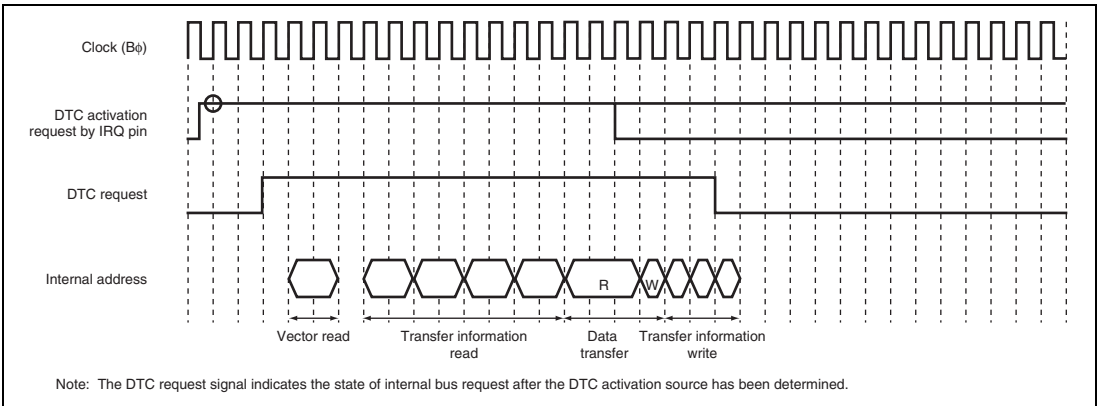 Clock (Bϕ)
DTC activation
request by IRQ pin
DTC request
Internal address
R
W
Vector read
Transfer information
read
Data
transfer
Transfer information
write
Note: The DTC request signal indicates the state of internal bus request after the DTC activation source has been determined.